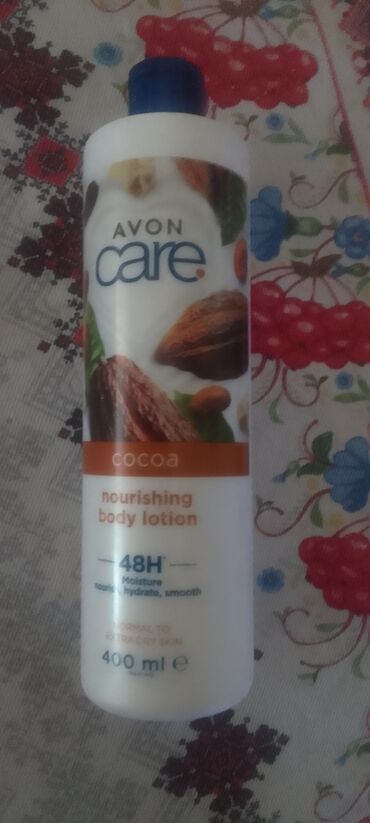 AVON
care.
cocoa
nourishing
body lotion
48H*
Moisture
nourish, hydrate, smooth
NORMAL TO
EXTRA DRY SKIN
400 ml e